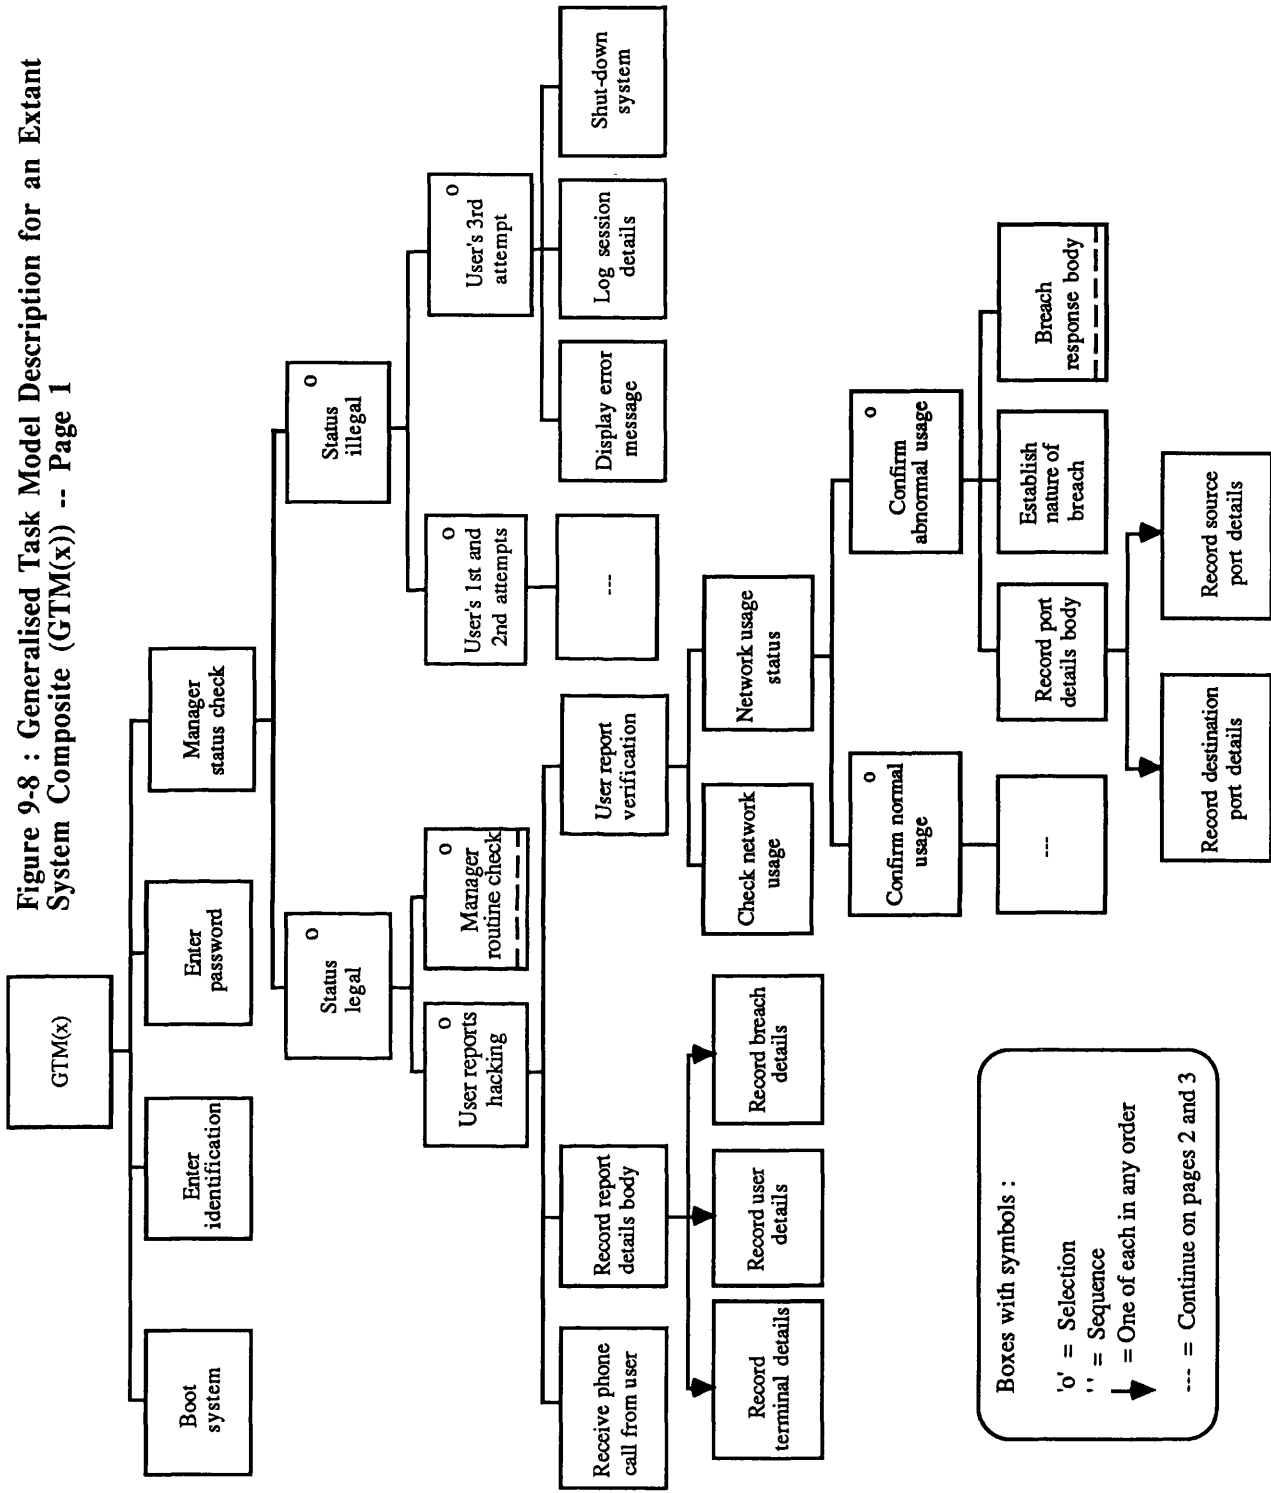 Figure 9-8 : Generalised Task Model Description for an Extant
System Composite (GTM(x)) -- Page 1
GTM(x)
Boot
system
Enter
identification
Enter
password
Manager
status check
o
Status
legal
o
Status
illegal
o
User reports
hacking
o
Manager
routine check
o
User's 1st and
2nd attempts
o
User's 3rd
attempt
Receive phone
call from user
Record report
details body
User report
verification
---
Display error
message
Log session
details
Shut-down
system
Record
terminal details
Record user
details
Record breach
details
Check network
usage
Network usage
status
o
Confirm normal
usage
o
Confirm
abnormal usage
---
Record port
details body
Establish
nature of
breach
Breach
response body
Record destination
port details
Record source
port details
Boxes with symbols :
'o' = Selection
' ' = Sequence
= One of each in any order
--- = Continue on pages 2 and 3